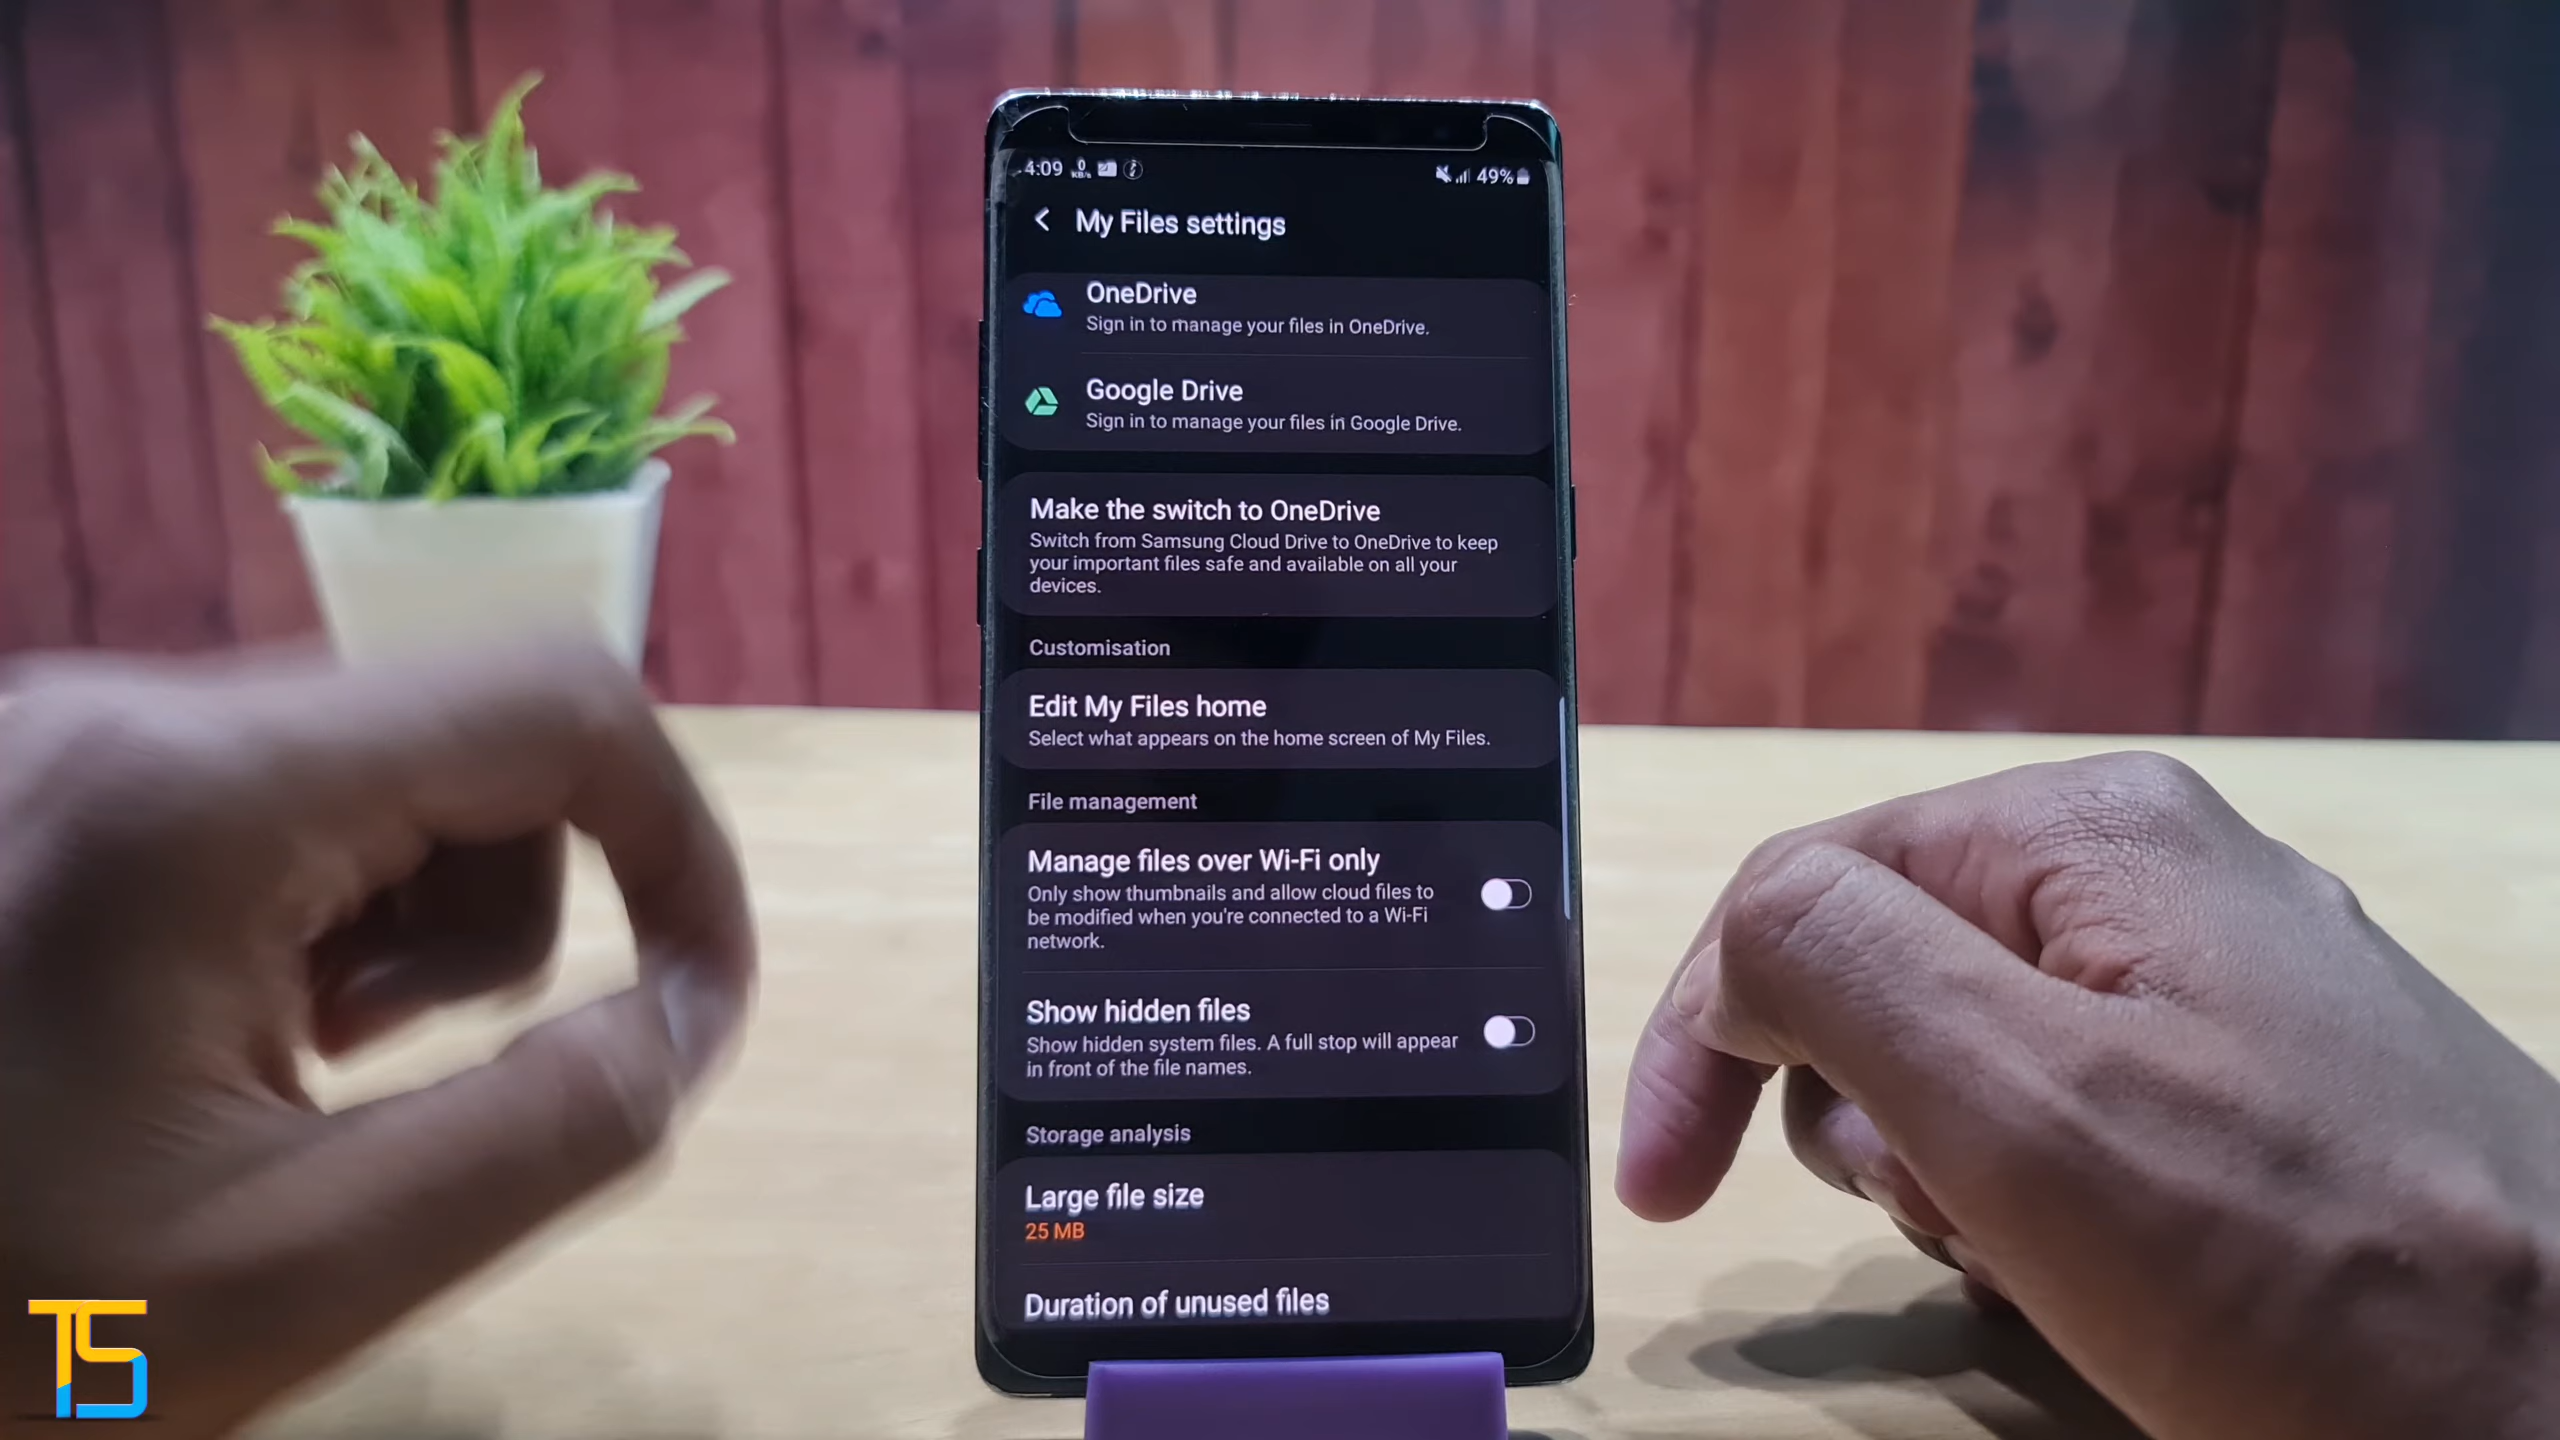 4:09 0 KB/s 49%
My Files settings
OneDrive
Sign in to manage your files in OneDrive.
Google Drive
Sign in to manage your files in Google Drive.
Make the switch to OneDrive
Switch from Samsung Cloud Drive to OneDrive to keep
your important files safe and available on all your
devices.
Customisation
Edit My Files home
Select what appears on the home screen of My Files.
File management
Manage files over Wi-Fi only
Only show thumbnails and allow cloud files to
be modified when you're connected to a Wi-Fi
network.
Show hidden files
Show hidden system files. A full stop will appear
in front of the file names.
Storage analysis
Large file size
25 MB
Duration of unused files
TS